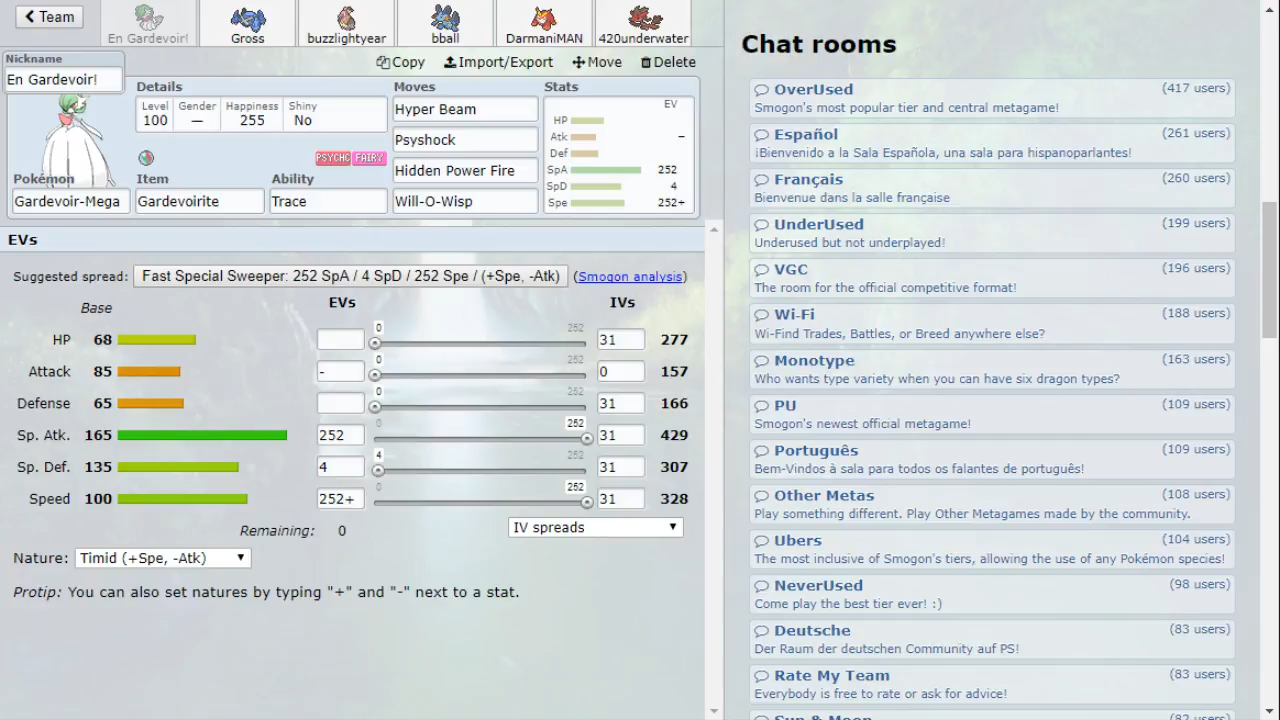 Team
En Gardevoir!
Gross
buzzlightyear
bball
DarmaniMAN
420underwater
Nickname
En Gardevoir!
Copy
Import/Export
Move
Delete
Details
Level
100
Gender
—
Happiness
255
Shiny
No
PSYCHC FAIRY
Pokémon
Gardevoir-Mega
Item
Gardevoirite
Ability
Trace
Moves
Hyper Beam
Psyshock
Hidden Power Fire
Will-O-Wisp
Stats
EV
HP
Atk –
Def
SpA 252
SpD 4
Spe 252+
EVs
Suggested spread: Fast Special Sweeper: 252 SpA / 4 SpD / 252 Spe / (+Spe, -Atk) (Smogon analysis)
Base EVs IVs
HP 68 0 252 31 277
Attack 85 - 0 252 0 157
Defense 65 0 252 31 166
Sp. Atk. 165 252 0 252 252 31 429
Sp. Def. 135 4 4 252 31 307
Speed 100 252+ 0 252 31 328
Remaining: 0
IV spreads
Nature: Timid (+Spe, -Atk)
Protip: You can also set natures by typing "+" and "-" next to a stat.
Chat rooms
OverUsed (417 users)
Smogon's most popular tier and central metagame!
Español (261 users)
¡Bienvenido a la Sala Española, una sala para hispanoparlantes!
Français (260 users)
Bienvenue dans la salle française
UnderUsed (199 users)
Underused but not underplayed!
VGC (196 users)
The room for the official competitive format!
Wi-Fi (188 users)
Wi-Find Trades, Battles, or Breed anywhere else?
Monotype (163 users)
Who wants type variety when you can have six dragon types?
PU (109 users)
Smogon's newest official metagame!
Português (109 users)
Bem-Vindos à sala para todos os falantes de português!
Other Metas (108 users)
Play something different. Play Other Metagames made by the community.
Ubers (104 users)
The most inclusive of Smogon's tiers, allowing the use of any Pokémon species!
NeverUsed (98 users)
Come play the best tier ever! :)
Deutsche (83 users)
Der Raum der deutschen Community auf PS!
Rate My Team (83 users)
Everybody is free to rate or ask for advice!
Sun & Moon (82 users)